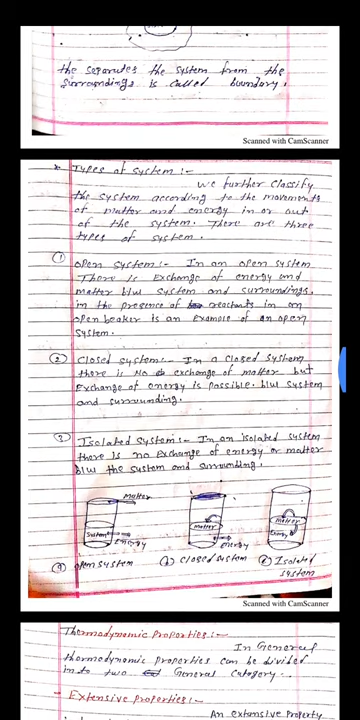 the separates the system from the
surroundings is called boundary.
Scanned with CamScanner
* Types of system :-
We further classify
the system according to the movements
of matter and energy in or out
of the system. There are three
types of system.
① open system :- In an open system
There is Exchange of energy and
matter blw system and surroundings.
in the presence of reactants in an
open beaker is an Example of an open
system.
② Closed system :- In a closed system
there is no exchange of matter but
Exchange of energy is possible. blw system
and surrounding.
③ Isolated system :- In an isolated system
there is no Exchange of energy or matter
blw the system and surrounding.
matter
system
Energy
matter
Energy
matter
Energy
(a) open system (b) closed system (c) Isolated
system
Scanned with CamScanner
Thermodynamic Properties :-
In General
thermodynamic properties can be divided
in to two General Catogery.
- Extensive properties :-
An extensive property